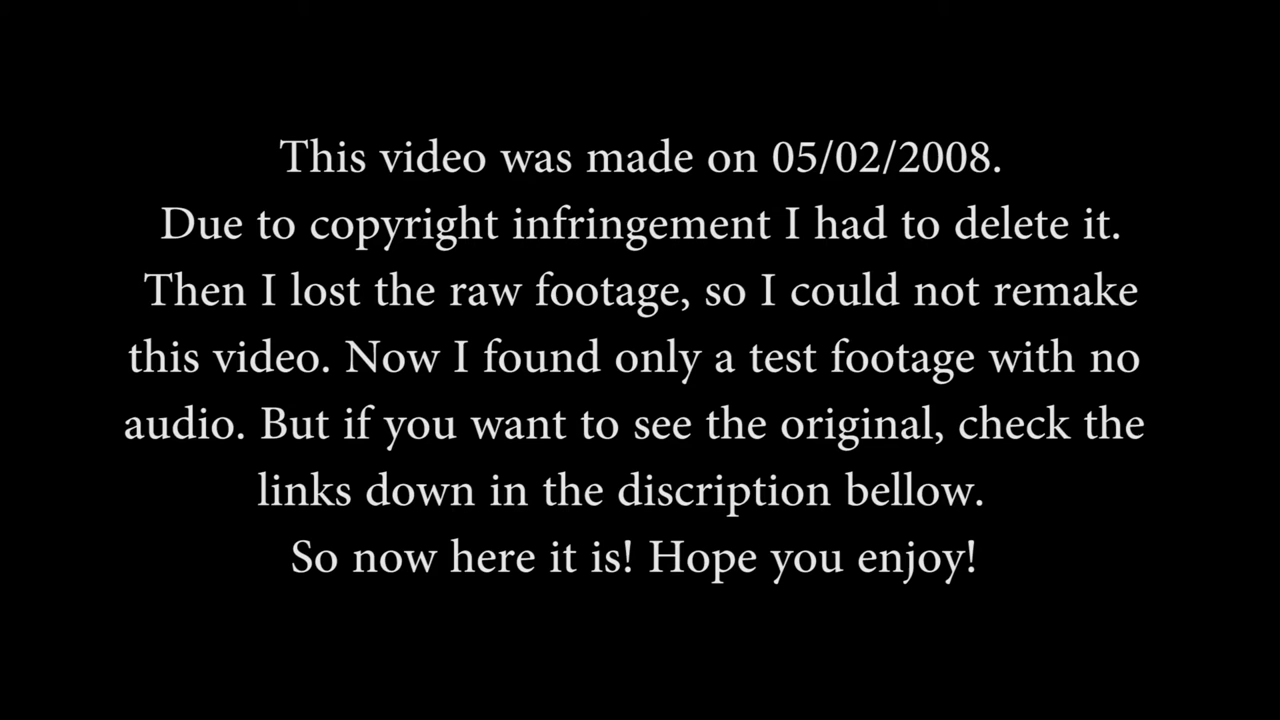 This video was made on 05/02/2008.
Due to copyright infringement I had to delete it.
Then I lost the raw footage, so I could not remake
this video. Now I found only a test footage with no
audio. But if you want to see the original, check the
links down in the discription bellow.
So now here it is! Hope you enjoy!